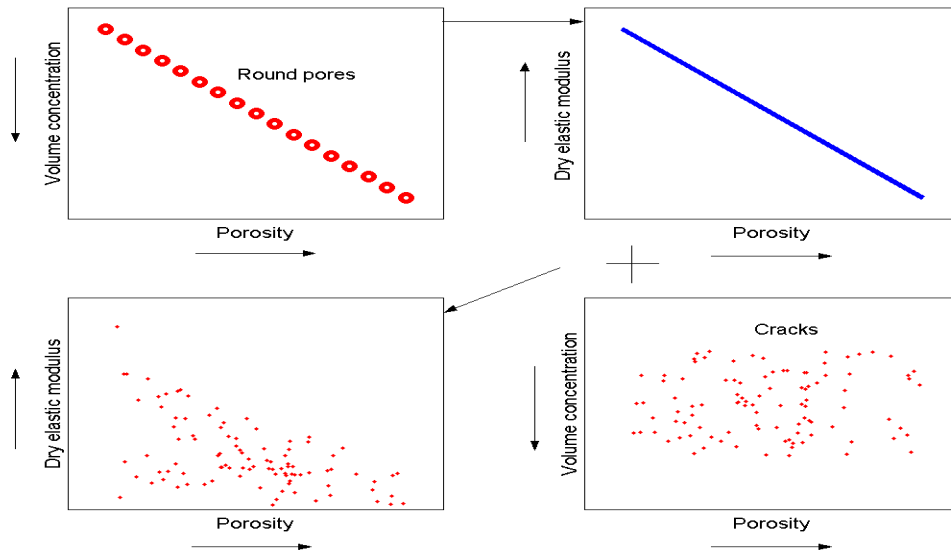 Volume concentration
Round pores
Porosity
Dry elastic modulus
Porosity
Dry elastic modulus
Porosity
Volume concentration
Cracks
Porosity